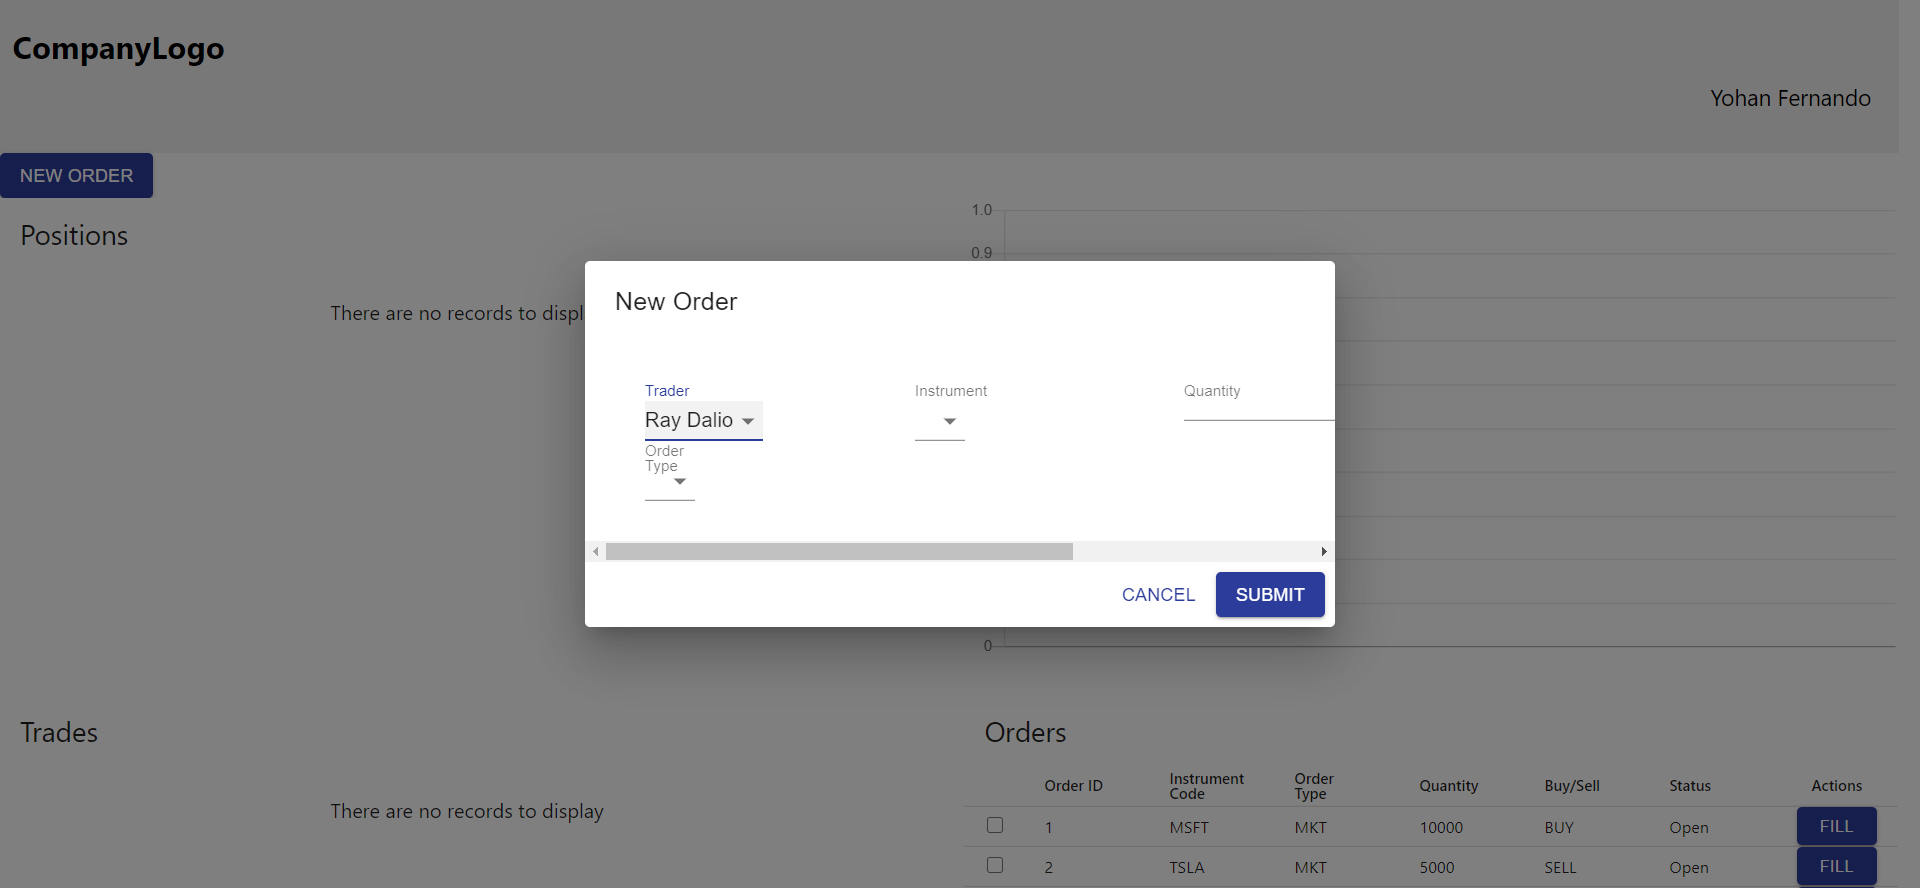 CompanyLogo
Yohan Fernando
NEW ORDER
Positions
There are no records to displ
1.0
0.9
0
New Order
Trader
Instrument
Quantity
Ray Dalio
Order
Type
CANCEL
SUBMIT
Trades
There are no records to display
Orders
Order ID
Instrument
Code
Order
Type
Quantity
Buy/Sell
Status
Actions
1 MSFT MKT 10000 BUY Open FILL
2 TSLA MKT 5000 SELL Open FILL